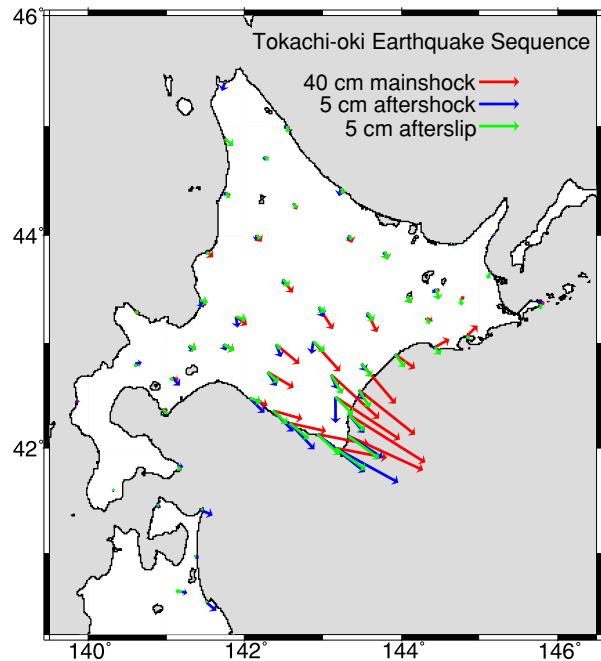 46°
Tokachi-oki Earthquake Sequence
40 cm mainshock
5 cm aftershock
5 cm afterslip
44°
42°
140° 142° 144° 146°